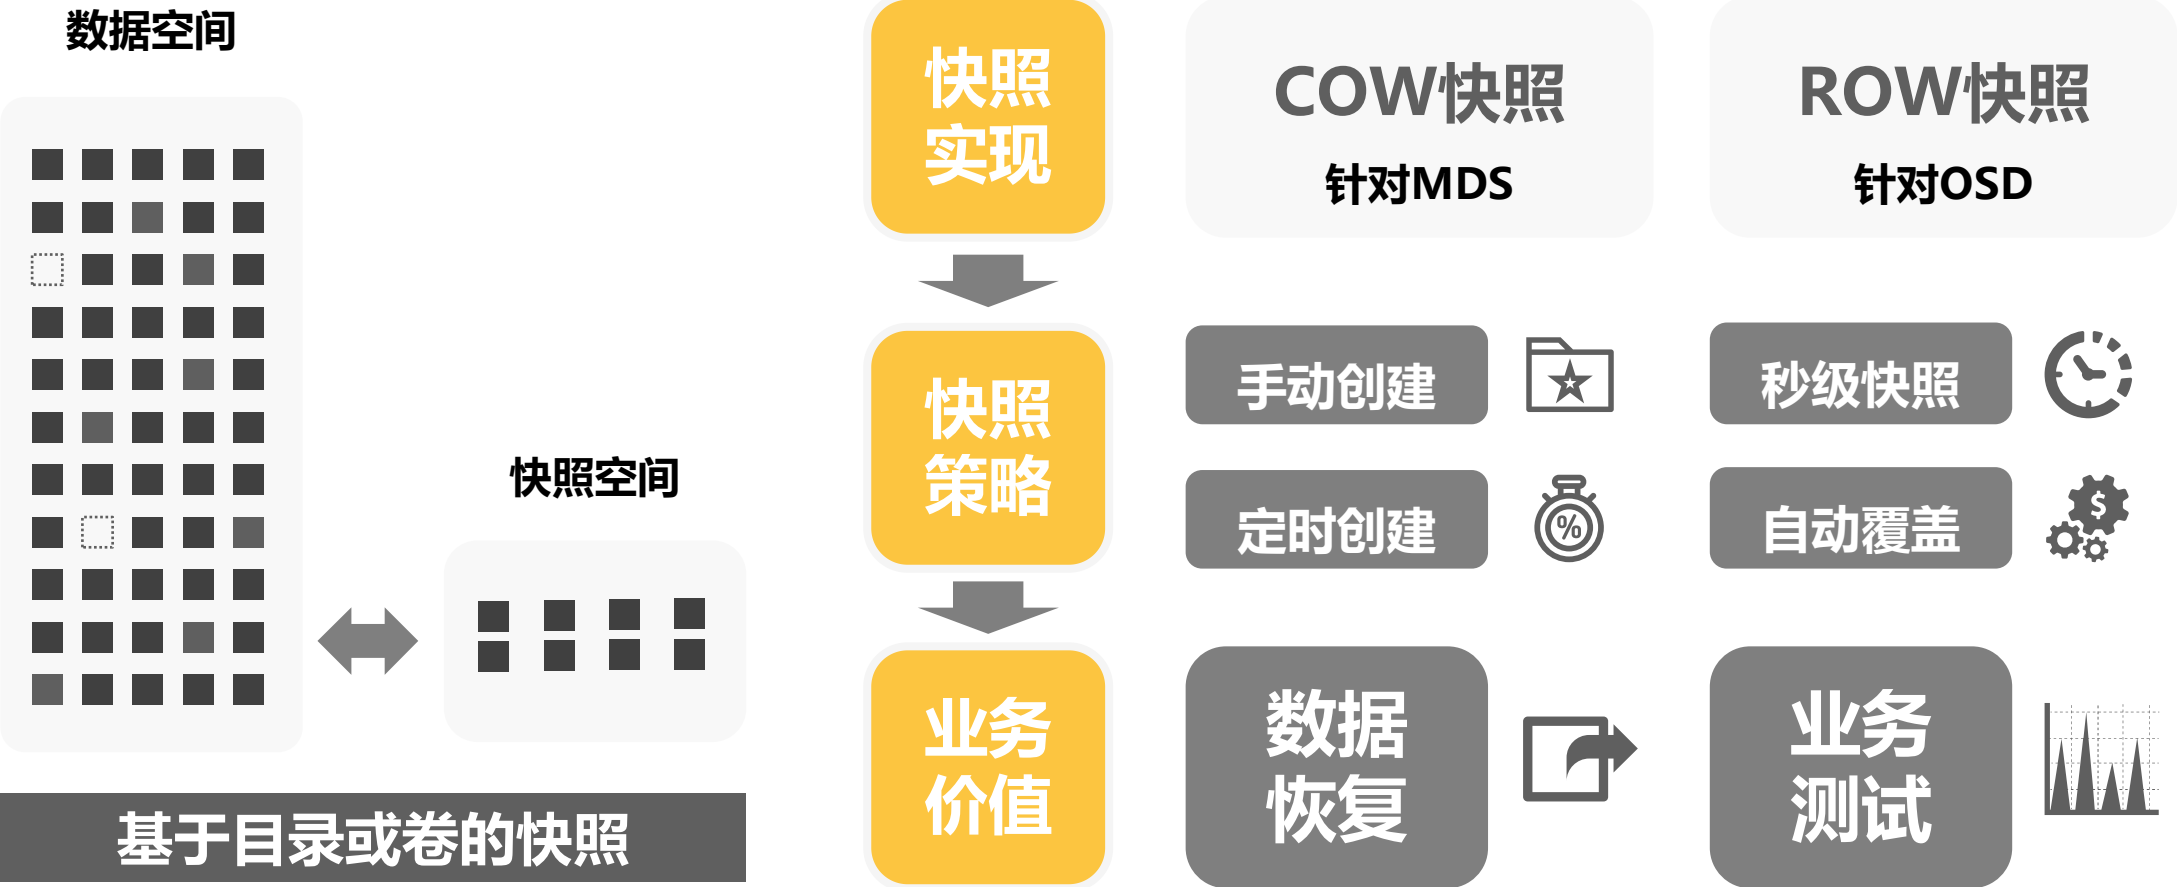 数据空间
快照空间
基于目录或卷的快照
快照
实现
COW快照
针对MDS
ROW快照
针对OSD
快照
策略
手动创建
秒级快照
定时创建
%
自动覆盖
$
业务
价值
数据
恢复
业务
测试